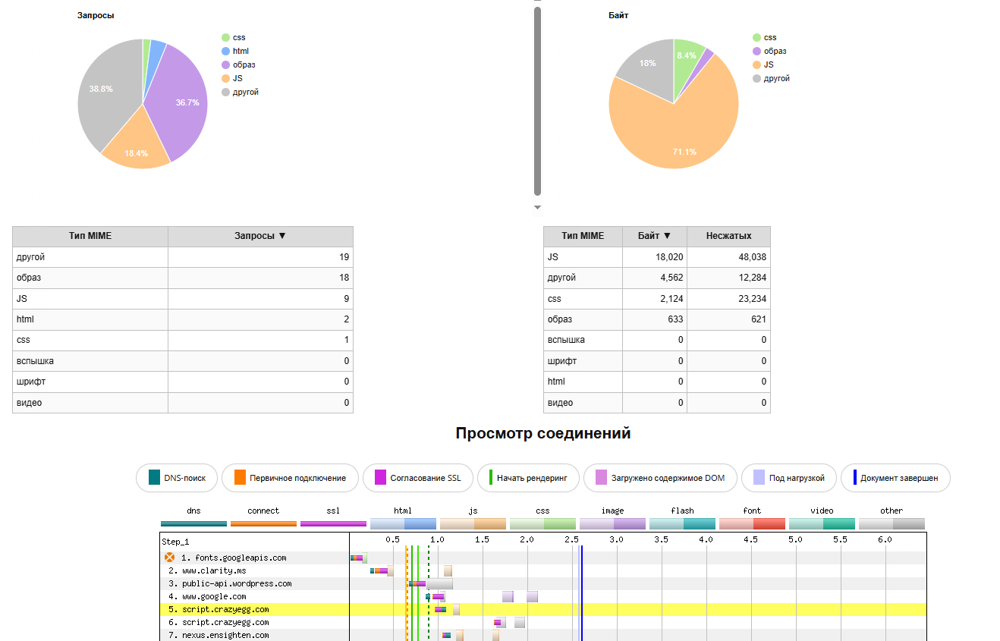 Запросы
css
html
образ
JS
другой
38.8%
36.7%
18.4%
Байт
css
образ
JS
другой
8.4%
18%
71.1%
Тип MIME Запросы ▼
другой 19
образ 18
JS 9
html 2
css 1
вспышка 0
шрифт 0
видео 0
Тип MIME Байт ▼ Несжатых
JS 18,020 48,038
другой 4,562 12,284
css 2,124 23,234
образ 633 621
вспышка 0 0
шрифт 0 0
html 0 0
видео 0 0
Просмотр соединений
DNS-поиск Первичное подключение Согласование SSL Начать рендеринг Загружено содержимое DOM Под нагрузкой Документ завершен
dns connect ssl html js css image flash font video other
Step_1 0.5 1.0 1.5 2.0 2.5 3.0 3.5 4.0 4.5 5.0 5.5 6.0
1. fonts.googleapis.com
2. www.clarity.ms
3. public-api.wordpress.com
4. www.google.com
5. script.crazyegg.com
6. script.crazyegg.com
7. nexus.ensighten.com